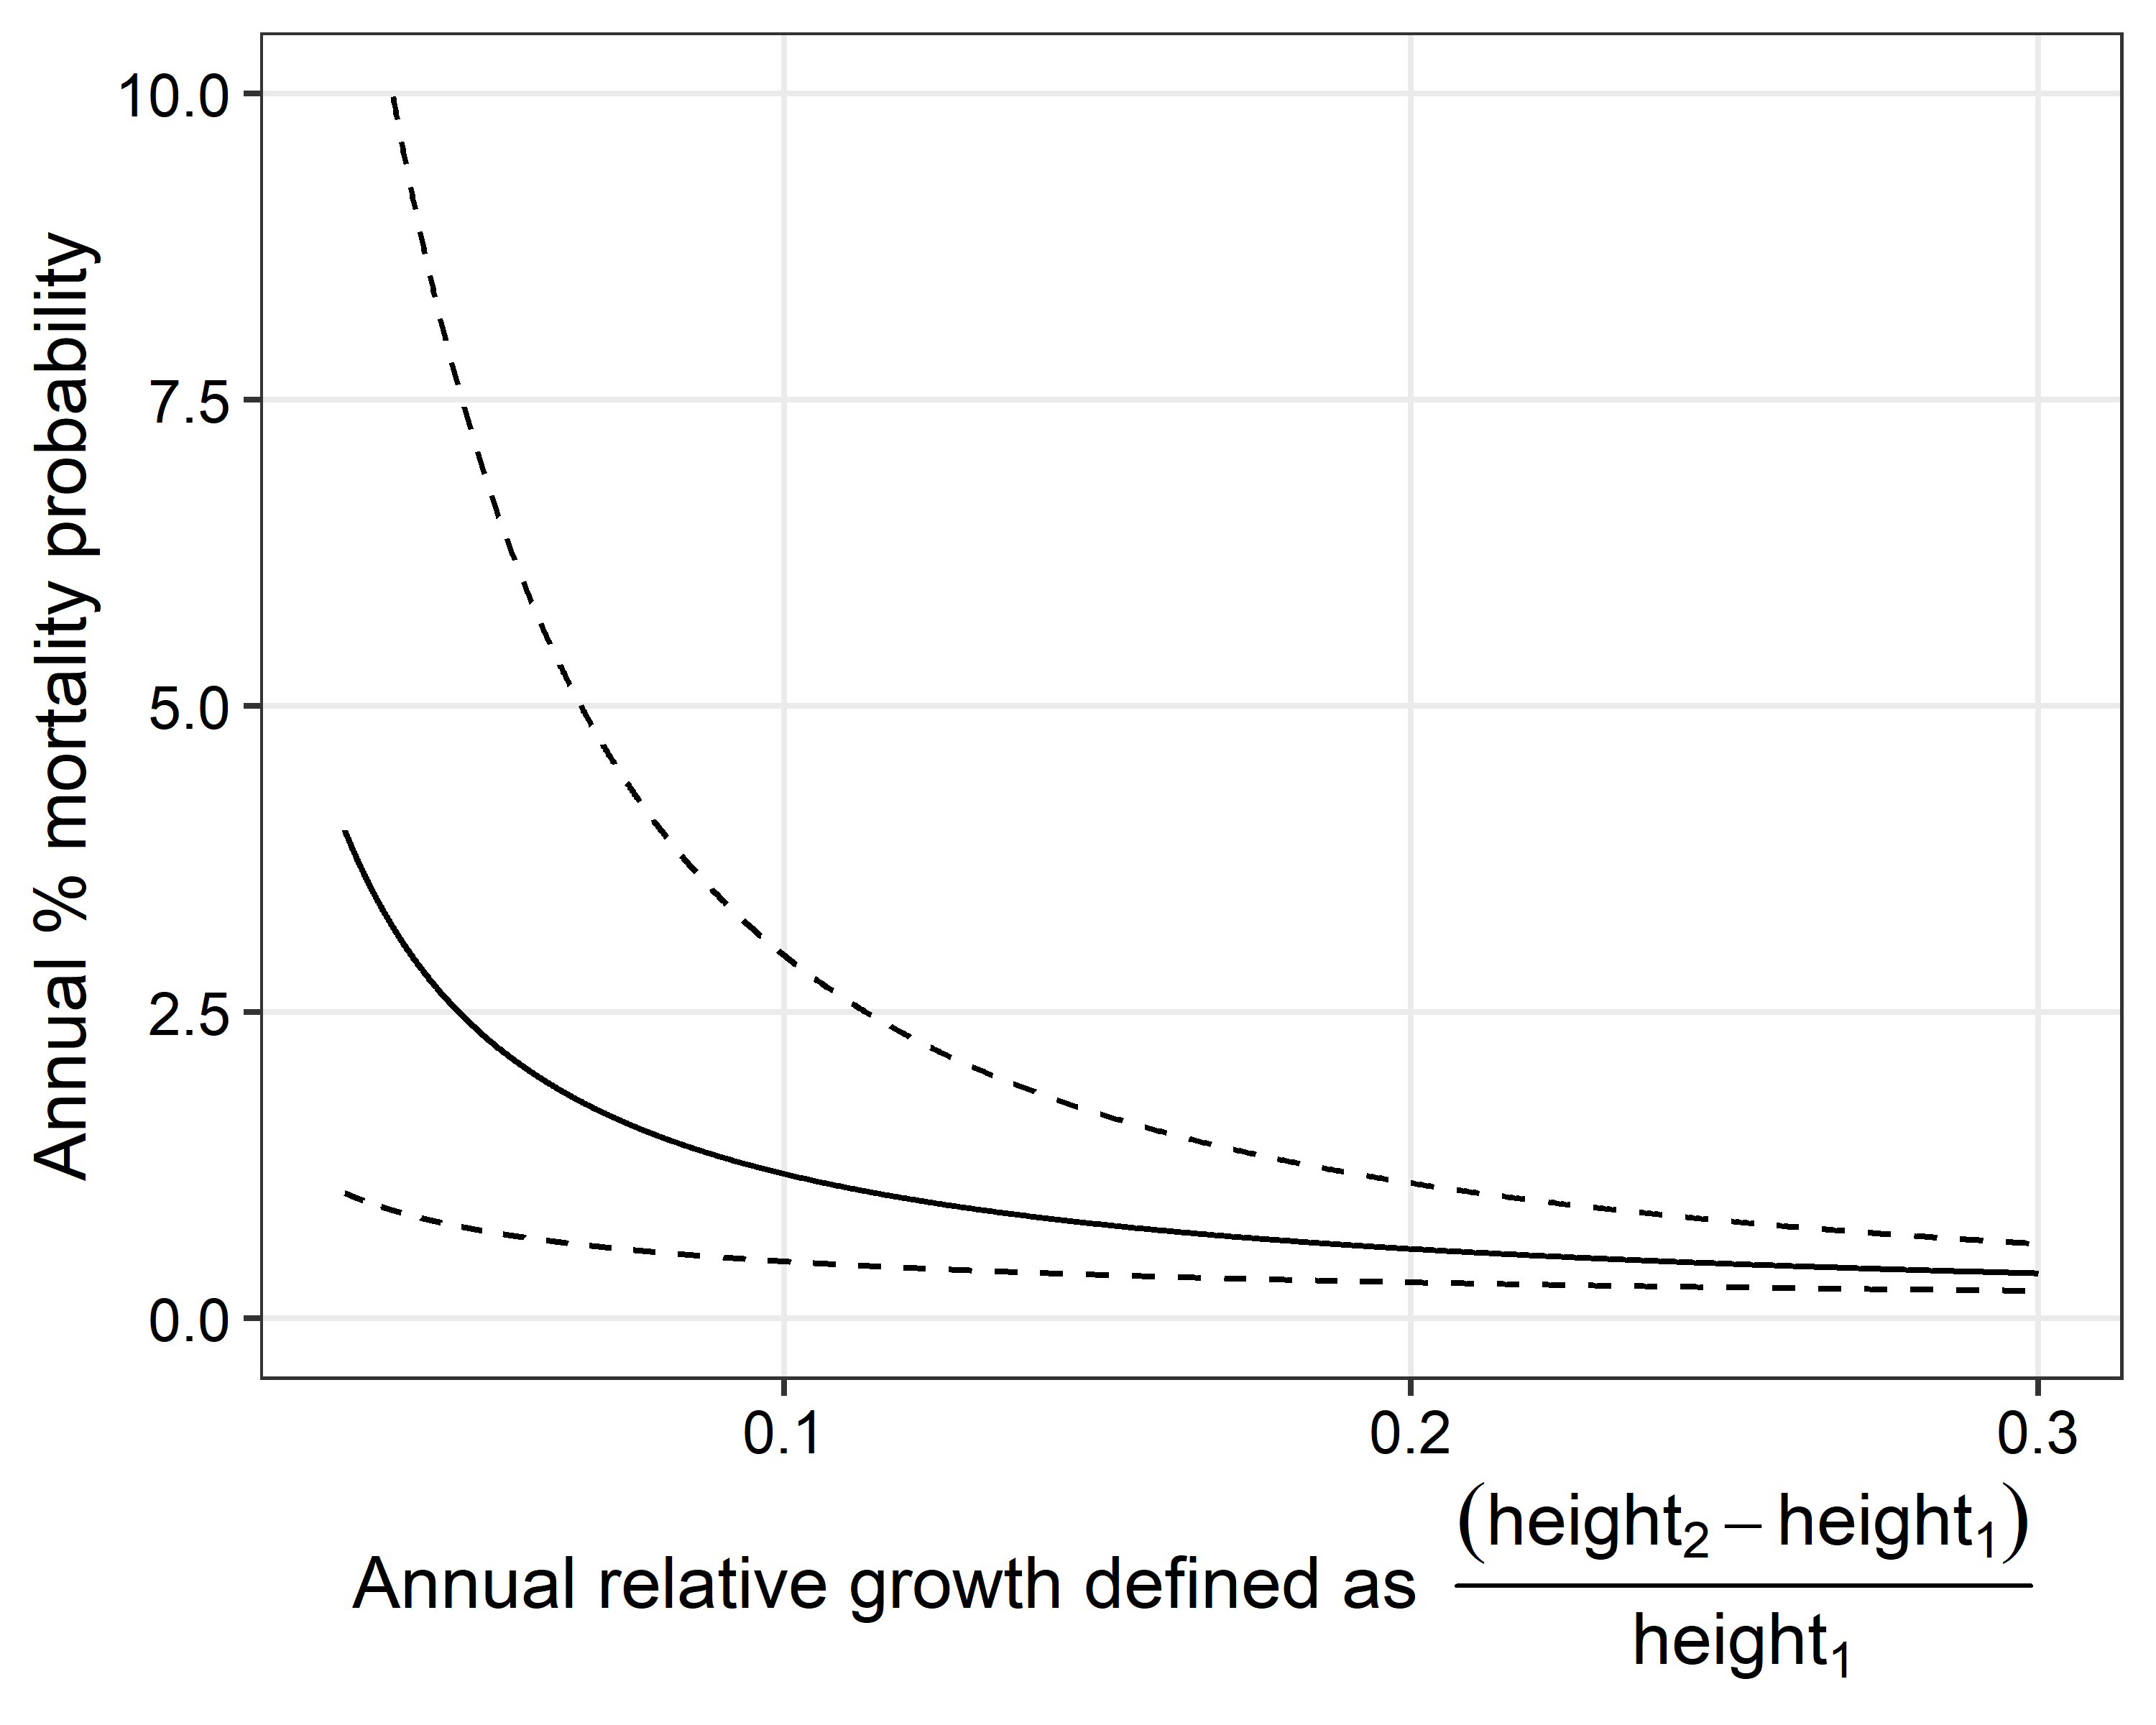 Annual % mortality probability
10.0
7.5
5.0
2.5
0.0
0.1 0.2 0.3
Annual relative growth defined as (height₂ – height₁)
height₁